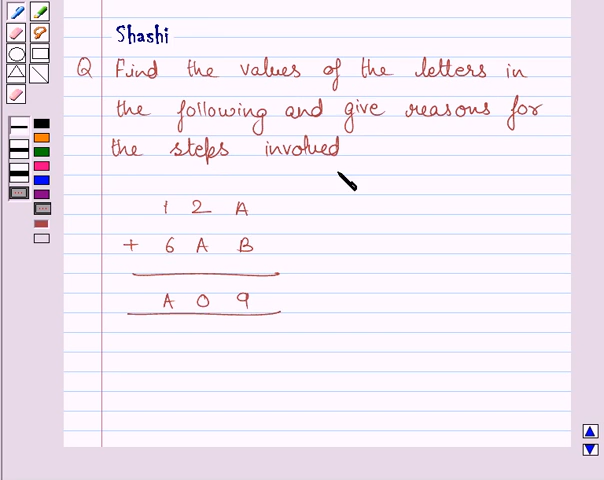 Shashi
Q Find the values of the letters in
the following and give reasons for
the steps involved
1 2 A
+ 6 A B
A 0 9